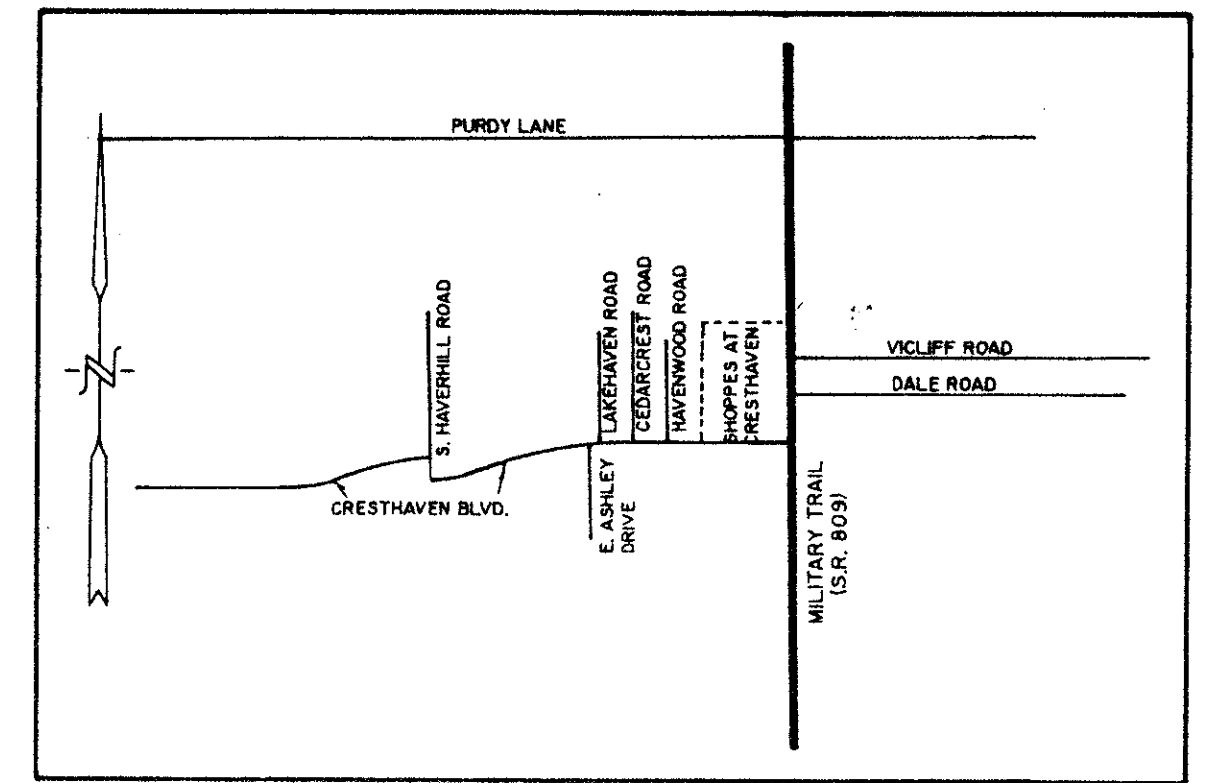 PURDY LANE
S. HAVERHILL ROAD
LAKEHAVEN ROAD
CEDARCREST ROAD
HAVENWOOD ROAD
SHOPPES AT
CRESTHAVEN
VICLIFF ROAD
DALE ROAD
CRESTHAVEN BLVD.
E. ASHLEY
DRIVE
MILITARY TRAIL
(S.R. 809)
N